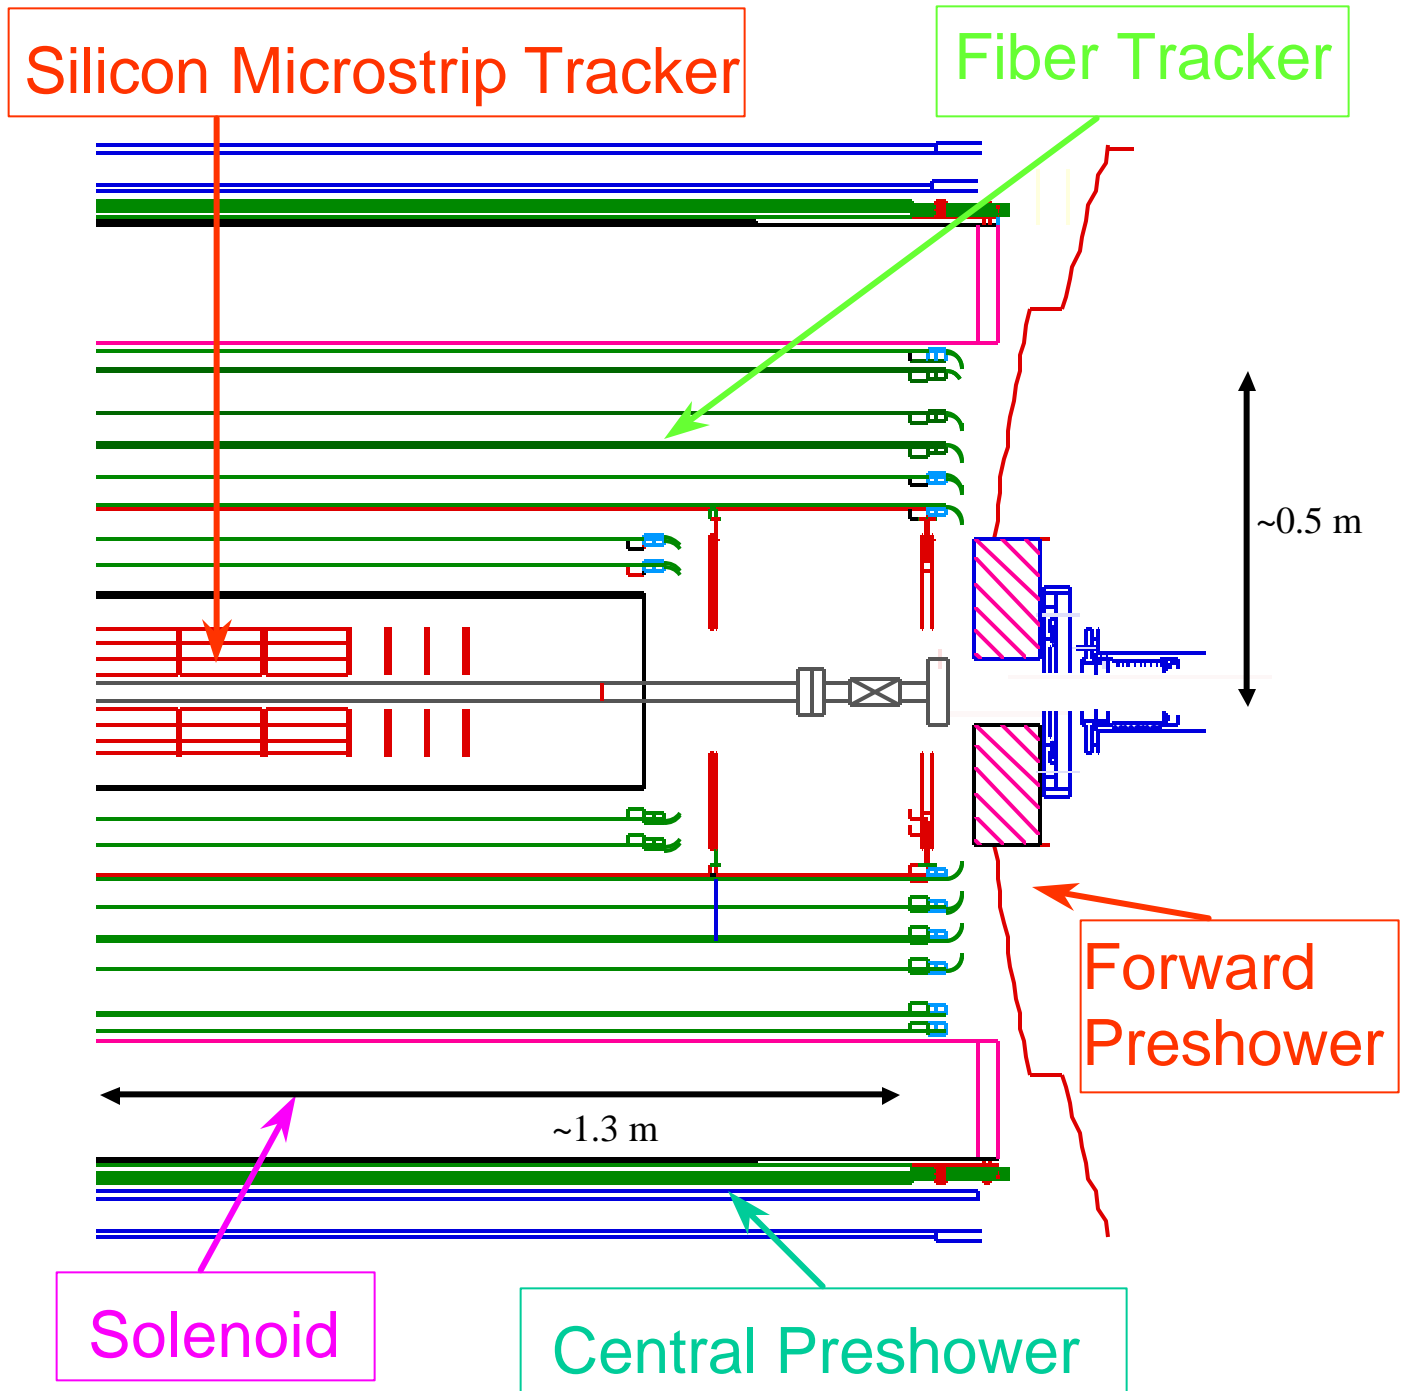 Silicon Microstrip Tracker
Fiber Tracker
~0.5 m
Forward
Preshower
~1.3 m
Solenoid
Central Preshower